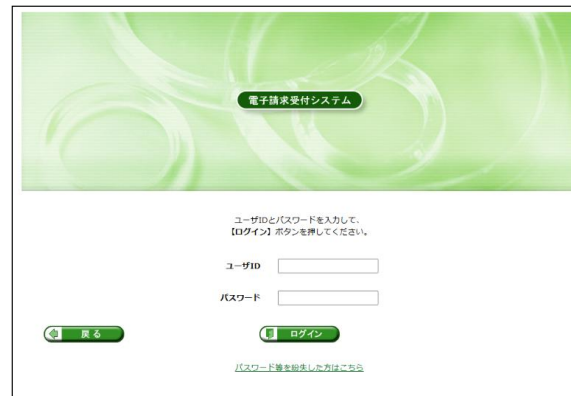 電子請求受付システム
ユーザIDとパスワードを入力して、
【ログイン】ボタンを押してください。
ユーザID
パスワード
戻る
ログイン
パスワード等を紛失した方はこちら